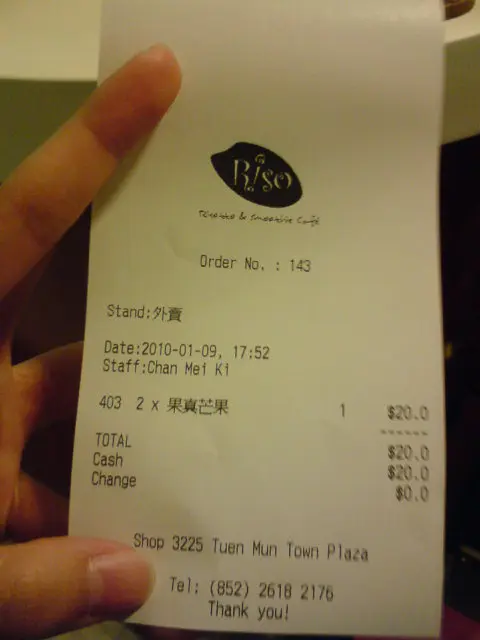 Riso
Risotto & Smoothie Café
Order No. : 143
Stand:外賣
Date:2010-01-09, 17:52
Staff:Chan Mei Ki
403 2 x 果真芒果 1 $20.0
------
TOTAL $20.0
Cash $20.0
Change $0.0
Shop 3225 Tuen Mun Town Plaza
Tel: (852) 2618 2176
Thank you!